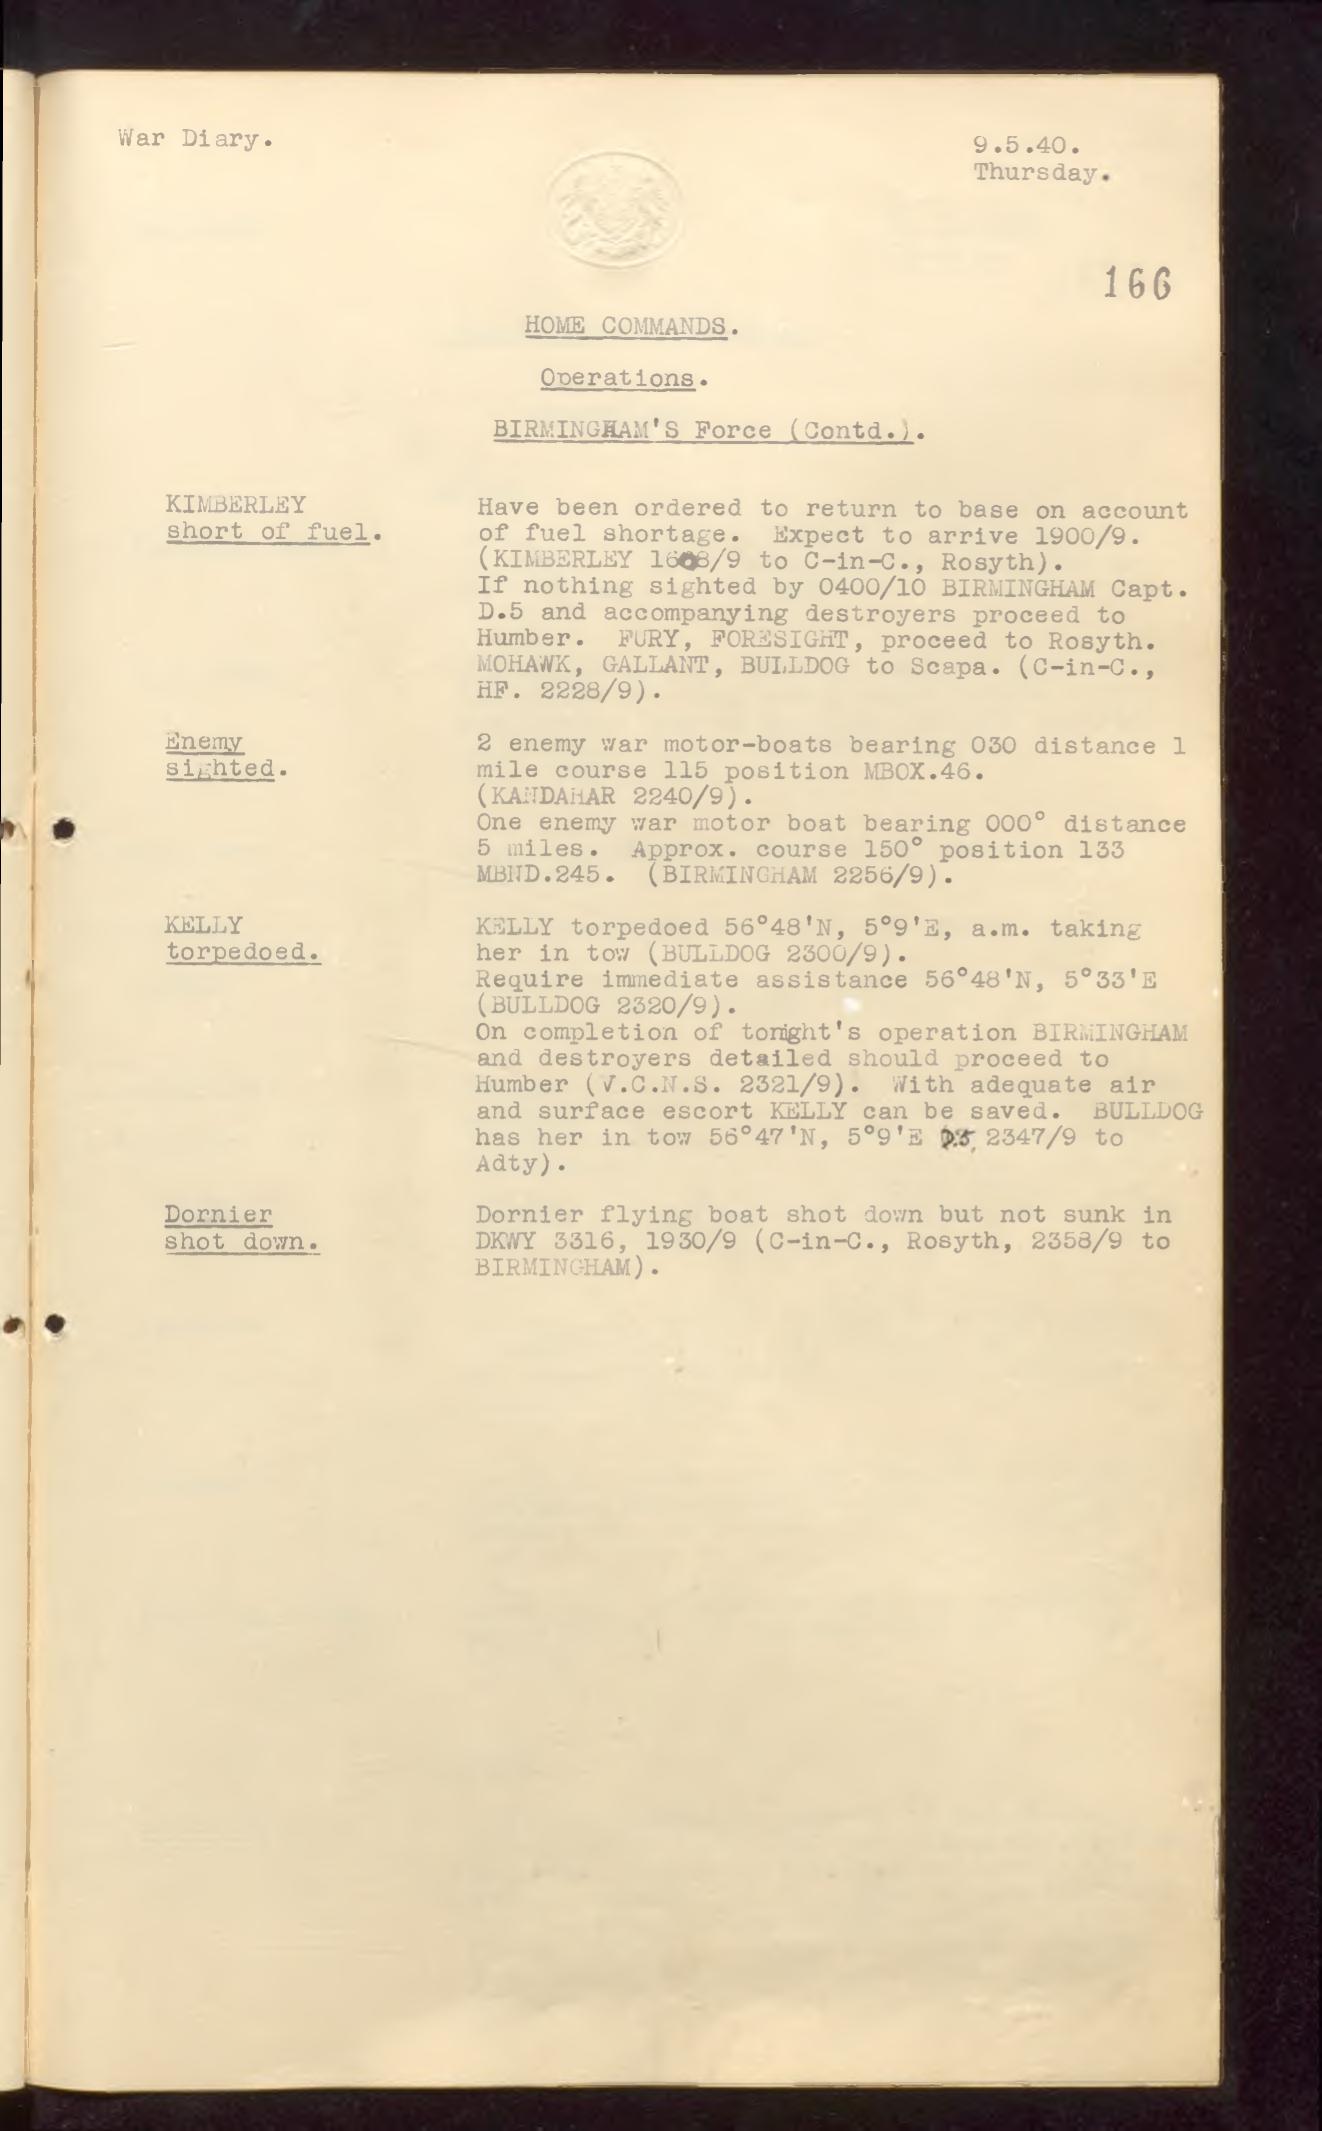 War Diary.
9.5.40.
Thursday.
166
HOME COMMANDS.
Operations.
BIRMINGHAM'S Force (Contd.).
KIMBERLEY
short of fuel.
Have been ordered to return to base on account
of fuel shortage. Expect to arrive 1900/9.
(KIMBERLEY 1608/9 to C-in-C., Rosyth).
If nothing sighted by 0400/10 BIRMINGHAM Capt.
D.5 and accompanying destroyers proceed to
Humber. FURY, FORESIGHT, proceed to Rosyth.
MOHAWK, GALLANT, BULLDOG to Scapa. (C-in-C.,
HF. 2228/9).
Enemy
sighted.
2 enemy war motor-boats bearing 030 distance 1
mile course 115 position MBOX.46.
(KANDAHAR 2240/9).
One enemy war motor boat bearing 000° distance
5 miles. Approx. course 150° position 133
MBND.245. (BIRMINGHAM 2256/9).
KELLY
torpedoed.
KELLY torpedoed 56°48'N, 5°9'E, a.m. taking
her in tow (BULLDOG 2300/9).
Require immediate assistance 56°48'N, 5°33'E
(BULLDOG 2320/9).
On completion of tonight's operation BIRMINGHAM
and destroyers detailed should proceed to
Humber (V.C.N.S. 2321/9). With adequate air
and surface escort KELLY can be saved. BULLDOG
has her in tow 56°47'N, 5°9'E D.5, 2347/9 to
Adty).
Dornier
shot down.
Dornier flying boat shot down but not sunk in
DKWY 3316, 1930/9 (C-in-C., Rosyth, 2358/9 to
BIRMINGHAM).